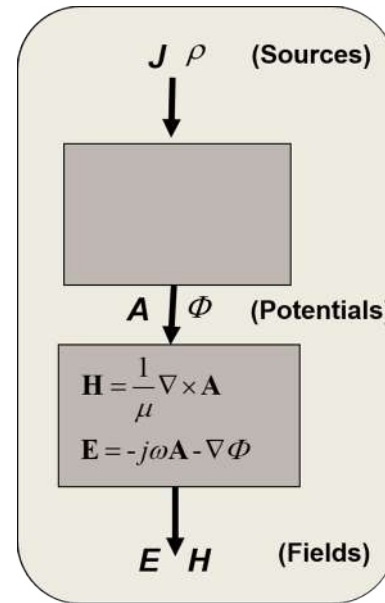 J ρ (Sources)
A Φ (Potentials)
H = 1/μ ∇ × A
E = -jωA - ∇Φ
E H (Fields)